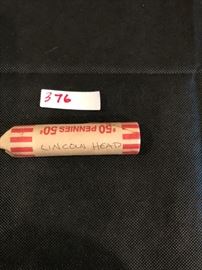 376
50 PENNIES 50¢
LINCOLN HEAD